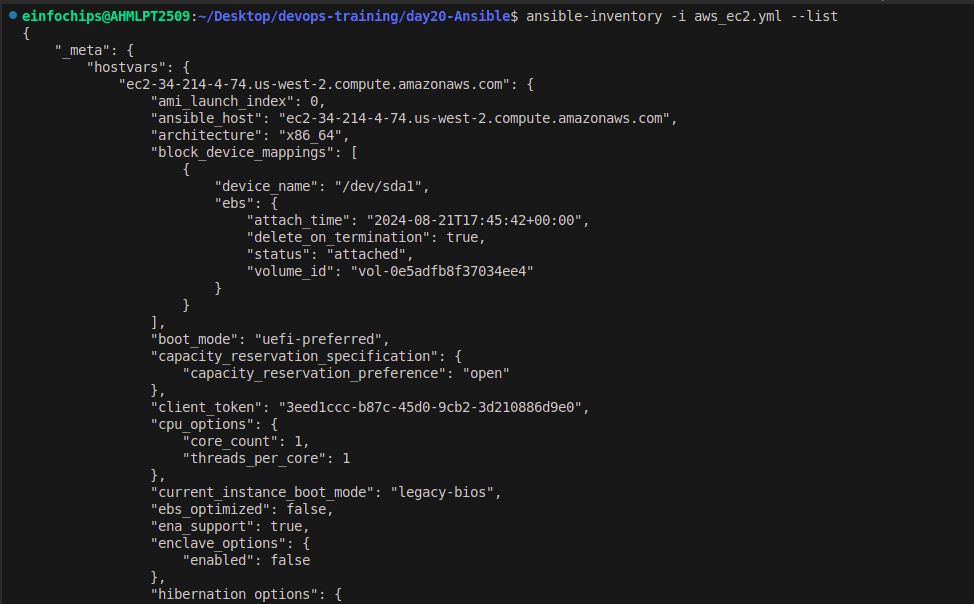 einfochips@AHMLPT2509:~/Desktop/devops-training/day20-Ansible$ ansible-inventory -i aws_ec2.yml --list
{
    "_meta": {
        "hostvars": {
            "ec2-34-214-4-74.us-west-2.compute.amazonaws.com": {
                "ami_launch_index": 0,
                "ansible_host": "ec2-34-214-4-74.us-west-2.compute.amazonaws.com",
                "architecture": "x86_64",
                "block_device_mappings": [
                    {
                        "device_name": "/dev/sda1",
                        "ebs": {
                            "attach_time": "2024-08-21T17:45:42+00:00",
                            "delete_on_termination": true,
                            "status": "attached",
                            "volume_id": "vol-0e5adfb8f37034ee4"
                        }
                    }
                ],
                "boot_mode": "uefi-preferred",
                "capacity_reservation_specification": {
                    "capacity_reservation_preference": "open"
                },
                "client_token": "3eed1ccc-b87c-45d0-9cb2-3d210886d9e0",
                "cpu_options": {
                    "core_count": 1,
                    "threads_per_core": 1
                },
                "current_instance_boot_mode": "legacy-bios",
                "ebs_optimized": false,
                "ena_support": true,
                "enclave_options": {
                    "enabled": false
                },
                "hibernation_options": {